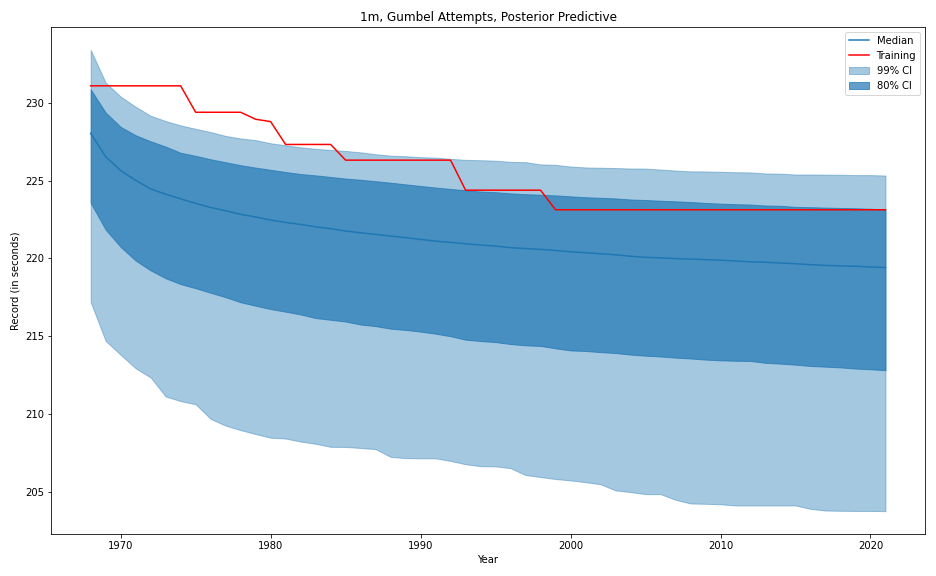 1m, Gumbel Attempts, Posterior Predictive
Median
Training
99% CI
80% CI
230
225
220
215
210
205
Record (in seconds)
1970 1980 1990 2000 2010 2020
Year